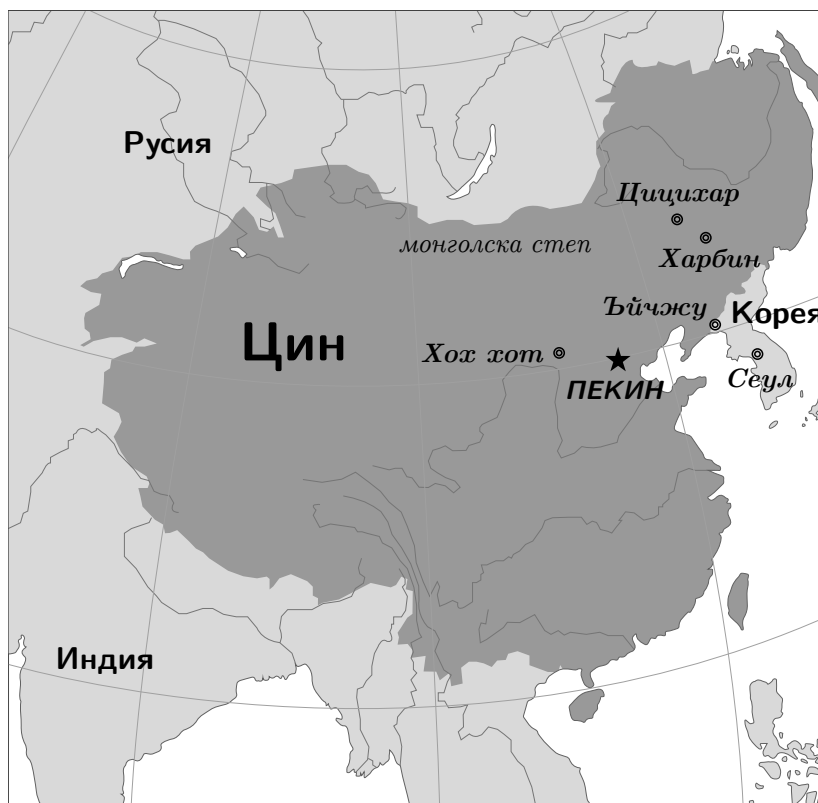 Русия
Цицихар
монголска степ
Харбин
Ъйчжу
Корея
Цин
Хох хот
Сеул
ПЕКИН
Индия